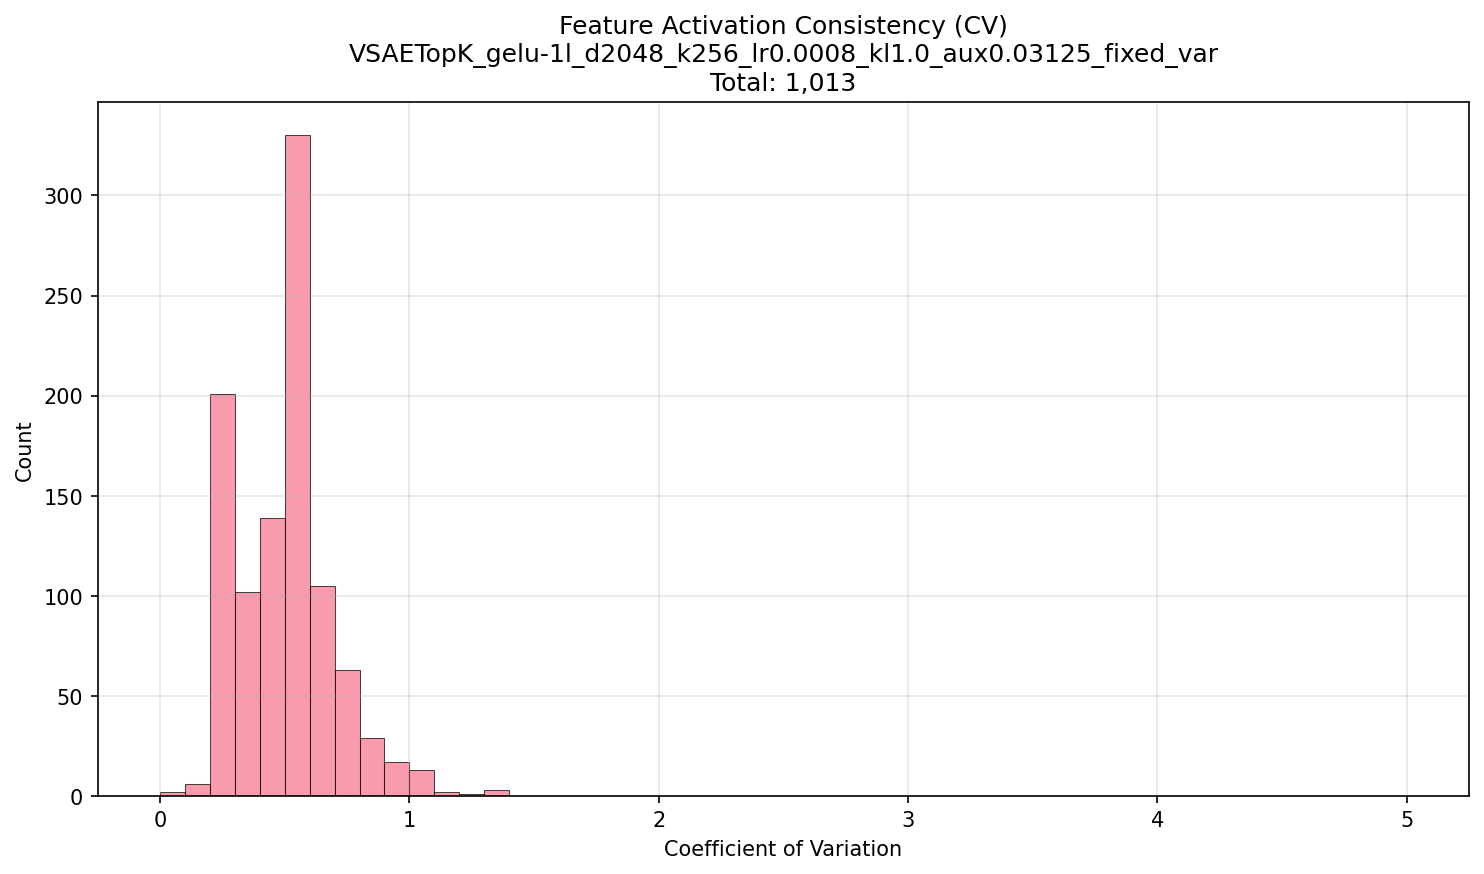 Feature Activation Consistency (CV)
VSAETopK_gelu-1l_d2048_k256_lr0.0008_kl1.0_aux0.03125_fixed_var
Total: 1,013
300
250
200
150
100
50
0
Count
0 1 2 3 4 5
Coefficient of Variation